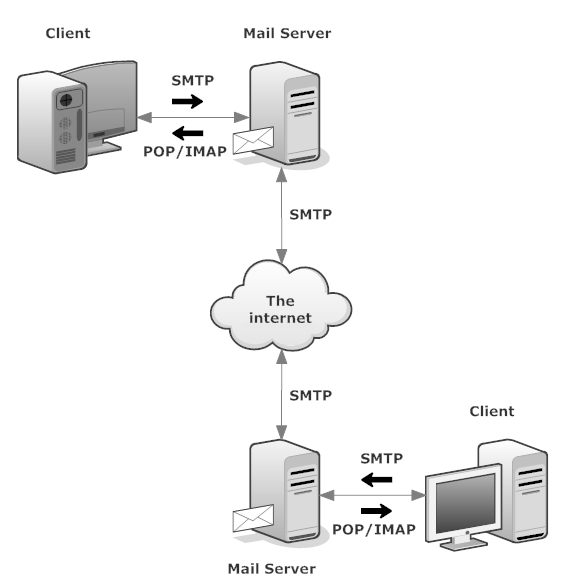 Client
Mail Server
SMTP
POP/IMAP
SMTP
The
internet
SMTP
Client
SMTP
POP/IMAP
Mail Server